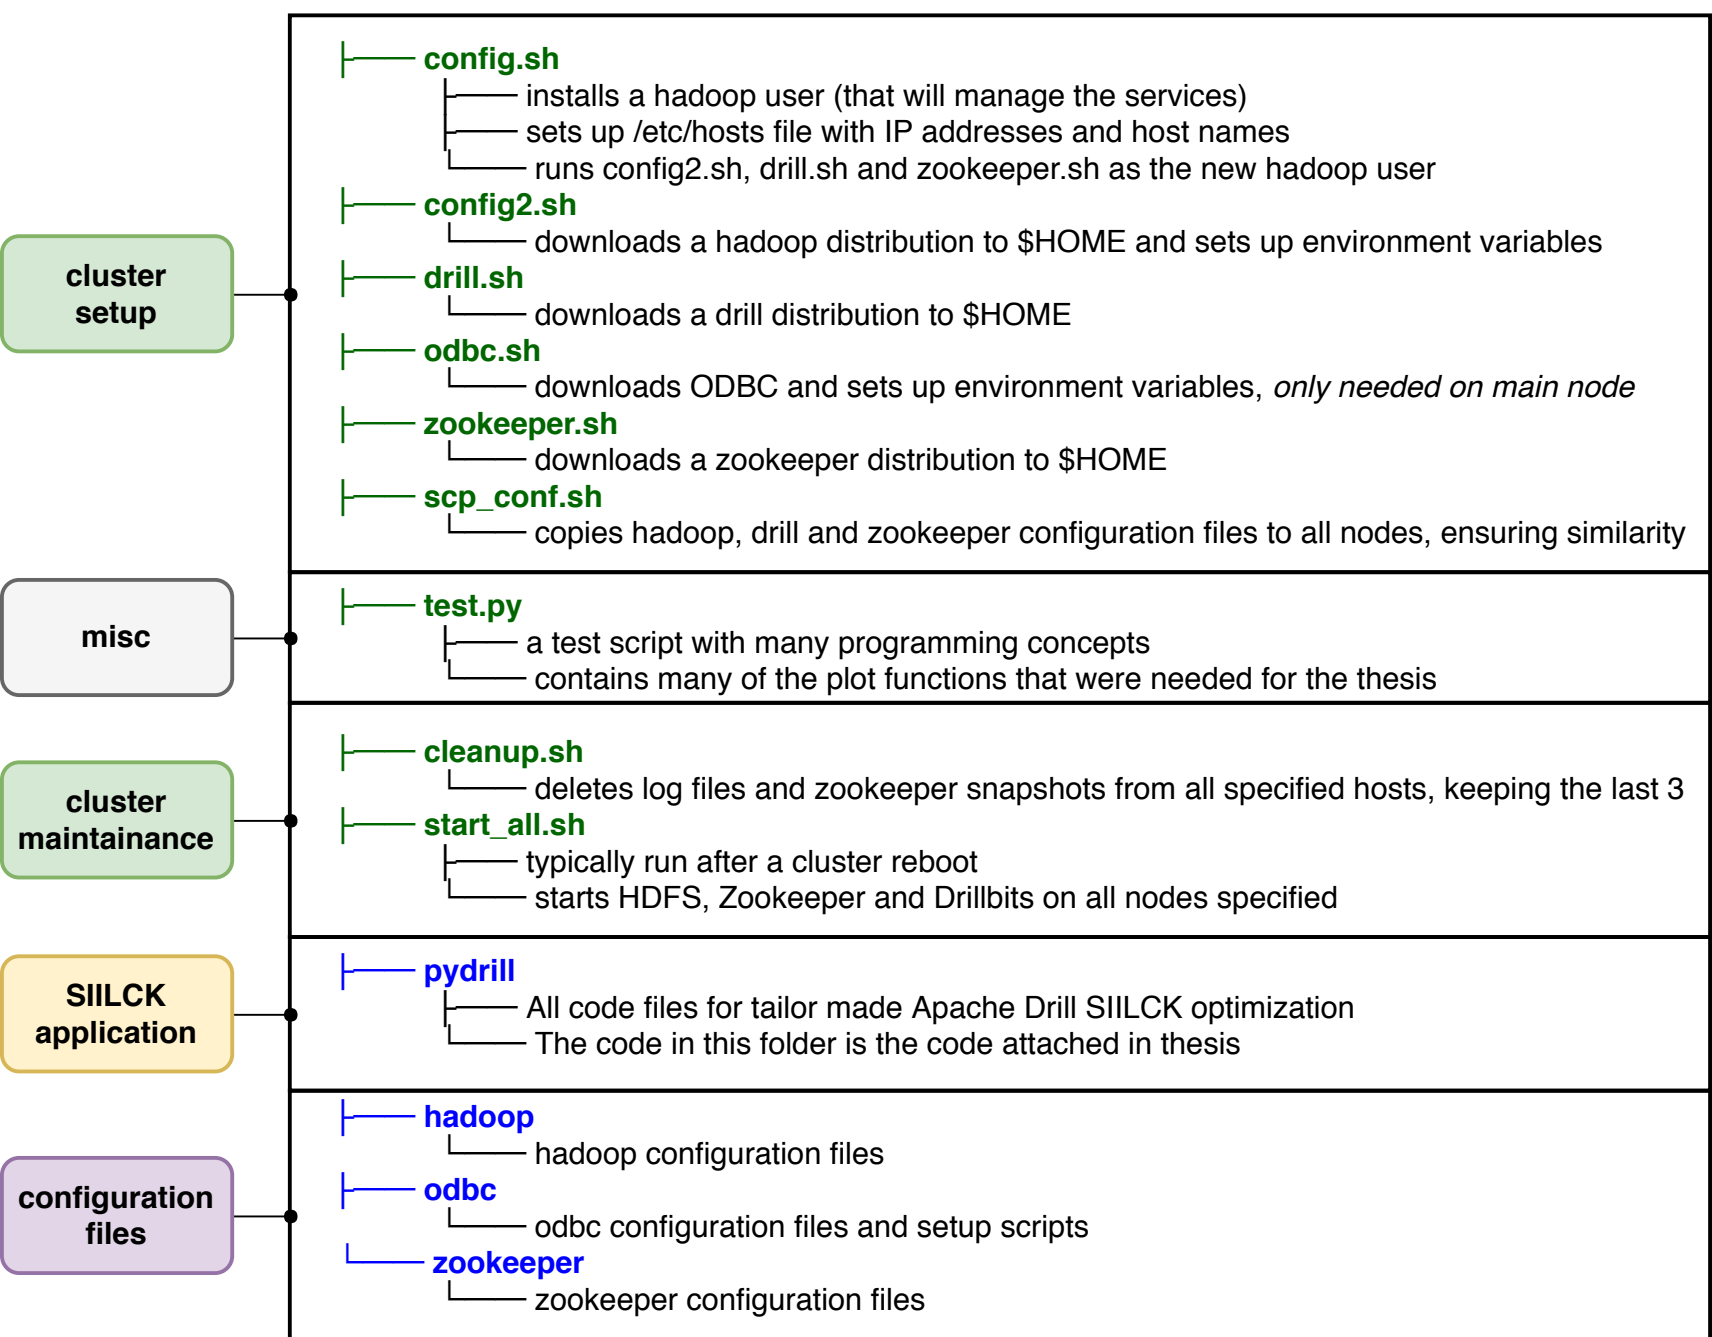 config.sh
installs a hadoop user (that will manage the services)
sets up /etc/hosts file with IP addresses and host names
runs config2.sh, drill.sh and zookeeper.sh as the new hadoop user
config2.sh
downloads a hadoop distribution to $HOME and sets up environment variables
cluster
setup
drill.sh
downloads a drill distribution to $HOME
odbc.sh
downloads ODBC and sets up environment variables, only needed on main node
zookeeper.sh
downloads a zookeeper distribution to $HOME
scp_conf.sh
copies hadoop, drill and zookeeper configuration files to all nodes, ensuring similarity
misc
test.py
a test script with many programming concepts
contains many of the plot functions that were needed for the thesis
cluster
maintainance
cleanup.sh
deletes log files and zookeeper snapshots from all specified hosts, keeping the last 3
start_all.sh
typically run after a cluster reboot
starts HDFS, Zookeeper and Drillbits on all nodes specified
SIILCK
application
pydrill
All code files for tailor made Apache Drill SIILCK optimization
The code in this folder is the code attached in thesis
configuration
files
hadoop
hadoop configuration files
odbc
odbc configuration files and setup scripts
zookeeper
zookeeper configuration files